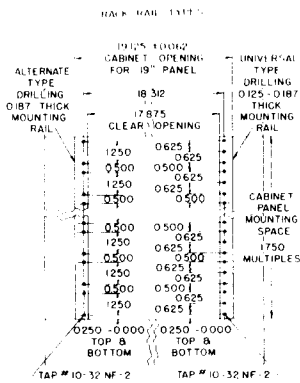 RACK RAIL TYPES
19.125 ± 0.062
CABINET OPENING
FOR 19" PANEL
ALTERNATE
TYPE
DRILLING
0.187 THICK
MOUNTING
RAIL
18.312
17.875
CLEAR OPENING
UNIVERSAL
TYPE
DRILLING
0.125-0.187
THICK
MOUNTING
RAIL
1.250
0.500
1.250
0.500
1.250
0.500
1.250
0.500
1.250
0.625
0.625
0.500
0.625
0.625
0.500
0.500
0.625
0.625
0.500
0.625
0.625
0.500
0.625
0.625
CABINET
PANEL
MOUNTING
SPACE
1.750
MULTIPLES
0.250 -0.000
TOP &
BOTTOM
0.250 -0.000
TOP &
BOTTOM
TAP #10-32 NF-2
TAP #10-32 NF-2